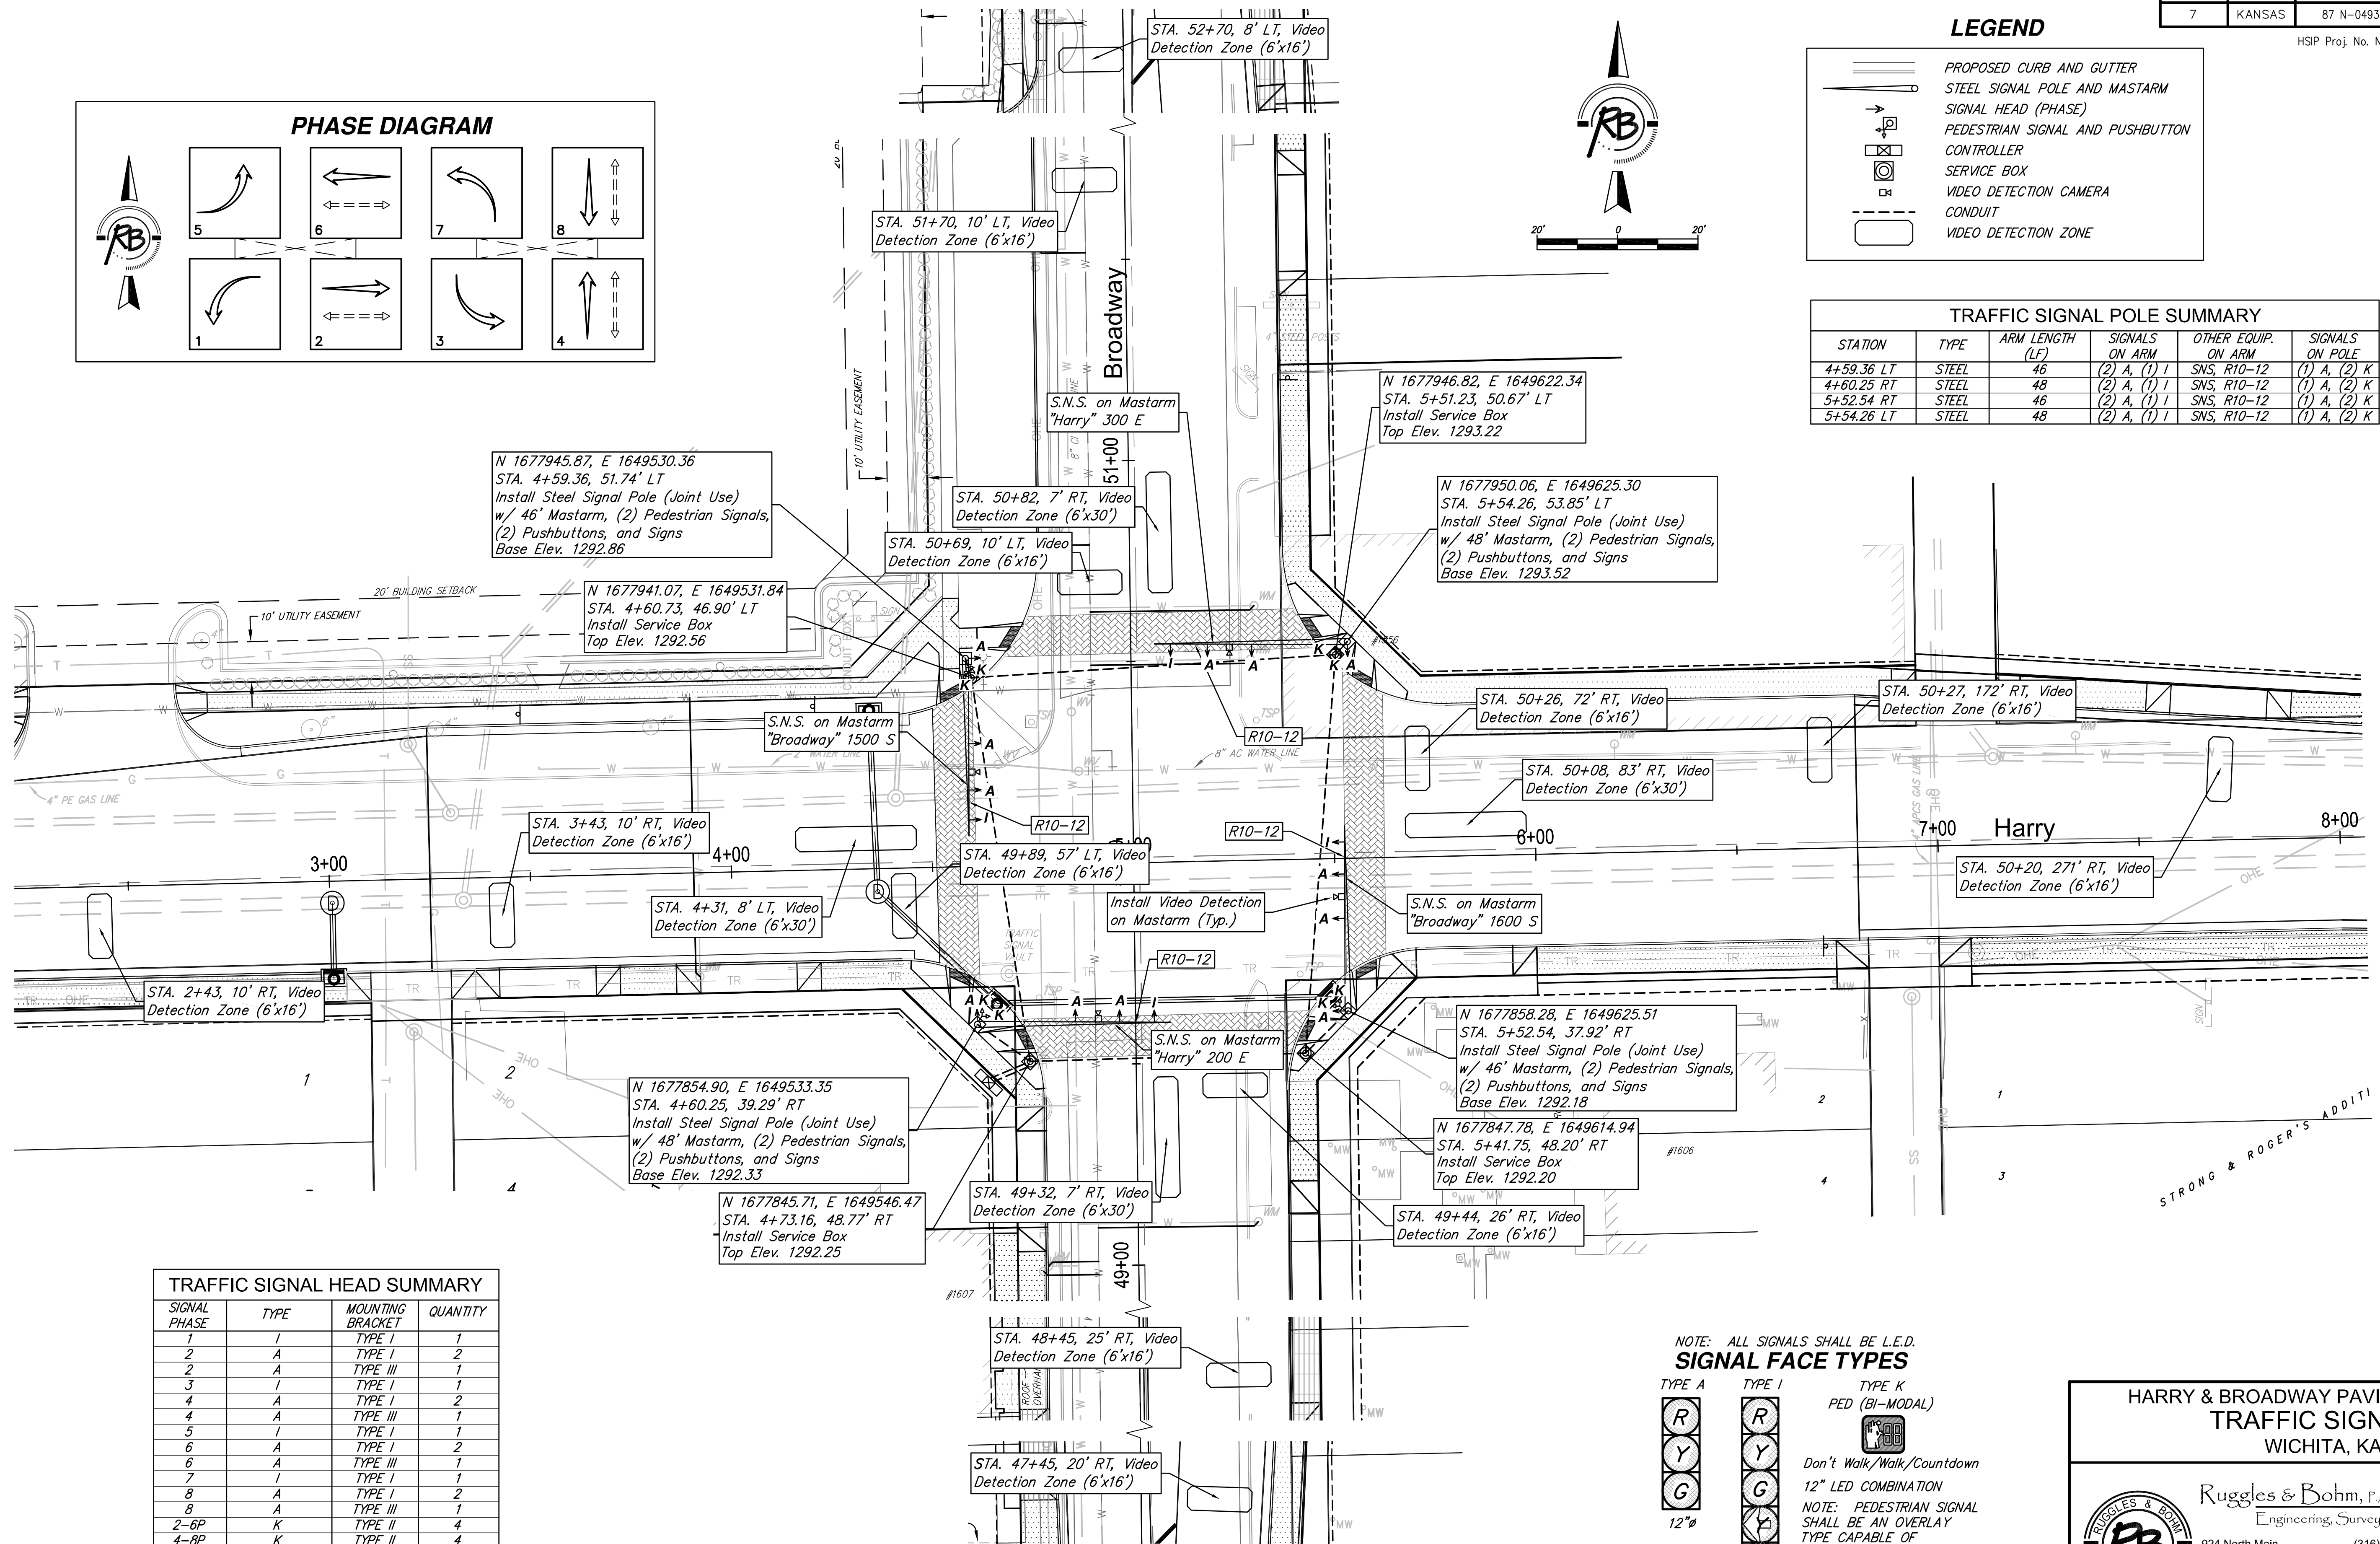 7 KANSAS 87 N-0493
HSIP Proj. No. N
PHASE DIAGRAM
RB
5
6
7
8
1
2
3
4
STA. 52+70, 8' LT, Video
Detection Zone (6'x16')
RB
20' 0 20'
LEGEND
PROPOSED CURB AND GUTTER
STEEL SIGNAL POLE AND MASTARM
SIGNAL HEAD (PHASE)
PEDESTRIAN SIGNAL AND PUSHBUTTON
CONTROLLER
SERVICE BOX
VIDEO DETECTION CAMERA
CONDUIT
VIDEO DETECTION ZONE
TRAFFIC SIGNAL POLE SUMMARY
STATION TYPE ARM LENGTH (LF) SIGNALS ON ARM OTHER EQUIP. ON ARM SIGNALS ON POLE
4+59.36 LT STEEL 46 (2) A, (1) I SNS, R10-12 (1) A, (2) K
4+60.25 RT STEEL 48 (2) A, (1) I SNS, R10-12 (1) A, (2) K
5+52.54 RT STEEL 46 (2) A, (1) I SNS, R10-12 (1) A, (2) K
5+54.26 LT STEEL 48 (2) A, (1) I SNS, R10-12 (1) A, (2) K
STA. 51+70, 10' LT, Video
Detection Zone (6'x16')
Broadway
10' UTILITY EASEMENT
S.N.S. on Mastarm
"Harry" 300 E
N 1677946.82, E 1649622.34
STA. 5+51.23, 50.67' LT
Install Service Box
Top Elev. 1293.22
51+00
N 1677945.87, E 1649530.36
STA. 4+59.36, 51.74' LT
Install Steel Signal Pole (Joint Use)
w/ 46' Mastarm, (2) Pedestrian Signals,
(2) Pushbuttons, and Signs
Base Elev. 1292.86
STA. 50+82, 7' RT, Video
Detection Zone (6'x30')
STA. 50+69, 10' LT, Video
Detection Zone (6'x16')
N 1677950.06, E 1649625.30
STA. 5+54.26, 53.85' LT
Install Steel Signal Pole (Joint Use)
w/ 48' Mastarm, (2) Pedestrian Signals,
(2) Pushbuttons, and Signs
Base Elev. 1293.52
20' BUILDING SETBACK
10' UTILITY EASEMENT
N 1677941.07, E 1649531.84
STA. 4+60.73, 46.90' LT
Install Service Box
Top Elev. 1292.56
SIGN
CONDUIT BOX
WM
A
K
K
I A A
K
K A
S.N.S. on Mastarm
"Broadway" 1500 S
R10-12
STA. 50+26, 72' RT, Video
Detection Zone (6'x16')
STA. 50+27, 172' RT, Video
Detection Zone (6'x16')
2" WATER LINE
8" AC WATER LINE
4" PE GAS LINE
4" APCS GAS LINE
A
A
I
R10-12
STA. 50+08, 83' RT, Video
Detection Zone (6'x30')
STA. 3+43, 10' RT, Video
Detection Zone (6'x16')
R10-12
3+00
4+00
6+00
7+00
Harry
8+00
STA. 49+89, 57' LT, Video
Detection Zone (6'x16')
STA. 50+20, 271' RT, Video
Detection Zone (6'x16')
I
A
A
STA. 4+31, 8' LT, Video
Detection Zone (6'x30')
Install Video Detection
on Mastarm (Typ.)
S.N.S. on Mastarm
"Broadway" 1600 S
TRAFFIC
SIGNAL
VAULT
R10-12
STA. 2+43, 10' RT, Video
Detection Zone (6'x16')
A K
K
A A I
K
K
A
S.N.S. on Mastarm
"Harry" 200 E
N 1677858.28, E 1649625.51
STA. 5+52.54, 37.92' RT
Install Steel Signal Pole (Joint Use)
w/ 46' Mastarm, (2) Pedestrian Signals,
(2) Pushbuttons, and Signs
Base Elev. 1292.18
1
2
2
1
N 1677854.90, E 1649533.35
STA. 4+60.25, 39.29' RT
Install Steel Signal Pole (Joint Use)
w/ 48' Mastarm, (2) Pedestrian Signals,
(2) Pushbuttons, and Signs
Base Elev. 1292.33
N 1677847.78, E 1649614.94
STA. 5+41.75, 48.20' RT
Install Service Box
Top Elev. 1292.20
#1606
4
3
STRONG & ROGER'S ADDITI
N 1677845.71, E 1649546.47
STA. 4+73.16, 48.77' RT
Install Service Box
Top Elev. 1292.25
STA. 49+32, 7' RT, Video
Detection Zone (6'x30')
STA. 49+44, 26' RT, Video
Detection Zone (6'x16')
49+00
#1607
STA. 48+45, 25' RT, Video
Detection Zone (6'x16')
STA. 47+45, 20' RT, Video
Detection Zone (6'x16')
TRAFFIC SIGNAL HEAD SUMMARY
SIGNAL PHASE TYPE MOUNTING BRACKET QUANTITY
1 I TYPE I 1
2 A TYPE I 2
2 A TYPE III 1
3 I TYPE I 1
4 A TYPE I 2
4 A TYPE III 1
5 I TYPE I 1
6 A TYPE I 2
6 A TYPE III 1
7 I TYPE I 1
8 A TYPE I 2
8 A TYPE III 1
2-6P K TYPE II 4
4-8P K TYPE II 4
NOTE: ALL SIGNALS SHALL BE L.E.D.
SIGNAL FACE TYPES
TYPE A TYPE I TYPE K
PED (BI-MODAL)
R R
Y Y
G G
Y
12"ø
Don't Walk/Walk/Countdown
12" LED COMBINATION
NOTE: PEDESTRIAN SIGNAL
SHALL BE AN OVERLAY
TYPE CAPABLE OF
HARRY & BROADWAY PAVI
TRAFFIC SIGN
WICHITA, KA
RUGGLES & BOHM
Ruggles & Bohm, P.
Engineering, Survey
924 North Main (316)